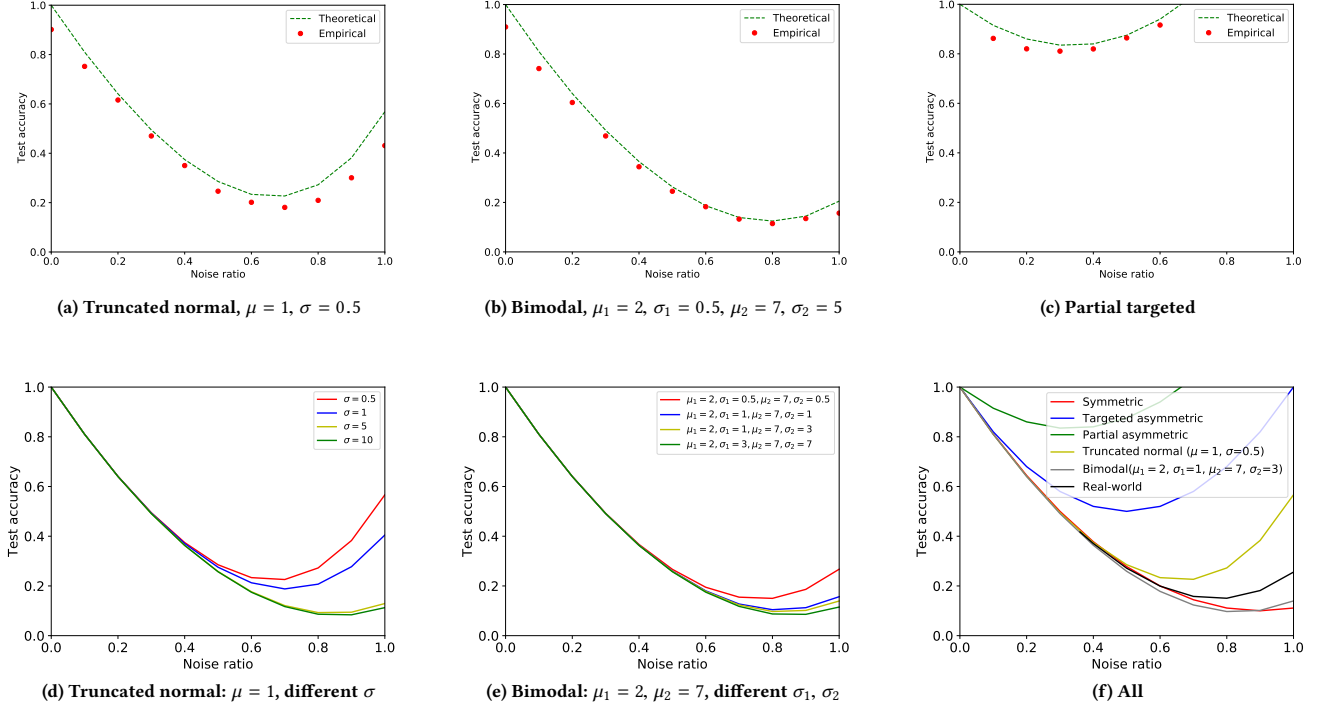 1.0
0.8
0.6
0.4
0.2
0.0
Test accuracy
Theoretical
Empirical
0.0 0.2 0.4 0.6 0.8 1.0
Noise ratio
(a) Truncated normal, μ = 1, σ = 0.5
1.0
0.8
0.6
0.4
0.2
0.0
Test accuracy
Theoretical
Empirical
0.0 0.2 0.4 0.6 0.8 1.0
Noise ratio
(b) Bimodal, μ₁ = 2, σ₁ = 0.5, μ₂ = 7, σ₂ = 5
1.0
0.8
0.6
0.4
0.2
0.0
Test accuracy
Theoretical
Empirical
0.0 0.2 0.4 0.6 0.8 1.0
Noise ratio
(c) Partial targeted
1.0
0.8
0.6
0.4
0.2
0.0
Test accuracy
σ = 0.5
σ = 1
σ = 5
σ = 10
0.0 0.2 0.4 0.6 0.8 1.0
Noise ratio
(d) Truncated normal: μ = 1, different σ
1.0
0.8
0.6
0.4
0.2
0.0
Test accuracy
μ₁ = 2, σ₁ = 0.5, μ₂ = 7, σ₂ = 0.5
μ₁ = 2, σ₁ = 1, μ₂ = 7, σ₂ = 1
μ₁ = 2, σ₁ = 1, μ₂ = 7, σ₂ = 3
μ₁ = 2, σ₁ = 3, μ₂ = 7, σ₂ = 7
0.0 0.2 0.4 0.6 0.8 1.0
Noise ratio
(e) Bimodal: μ₁ = 2, μ₂ = 7, different σ₁, σ₂
1.0
0.8
0.6
0.4
0.2
0.0
Test accuracy
Symmetric
Targeted asymmetric
Partial asymmetric
Truncated normal (μ = 1, σ=0.5)
Bimodal(μ₁ = 2, σ₁=1, μ₂ = 7, σ₂=3)
Real-world
0.0 0.2 0.4 0.6 0.8 1.0
Noise ratio
(f) All